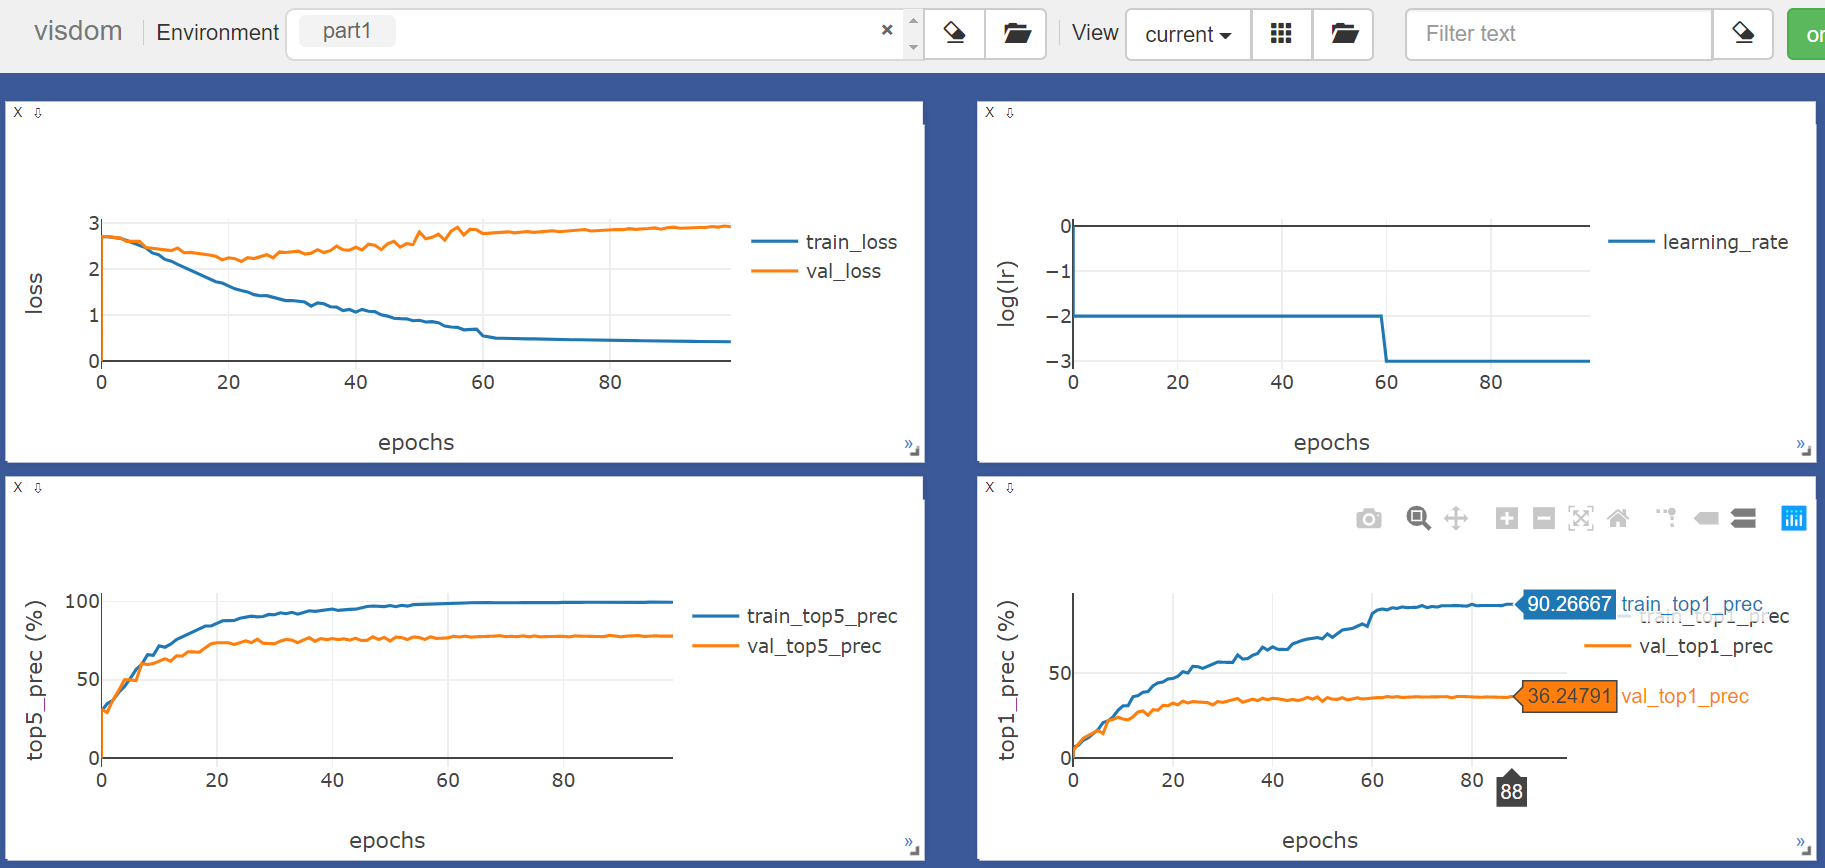 visdom Environment part1 × View current Filter text
X ⇩
3
2
1
0
0 20 40 60 80
loss
epochs
train_loss
val_loss
»
X ⇩
0
−1
−2
−3
0 20 40 60 80
log(lr)
epochs
learning_rate
»
X ⇩
100
50
0
0 20 40 60 80
top5_prec (%)
epochs
train_top5_prec
val_top5_prec
»
X ⇩
50
0
0 20 40 60 80
88
top1_prec (%)
epochs
90.26667 train_top1_prec
train_top1_prec
val_top1_prec
36.24791 val_top1_prec
»